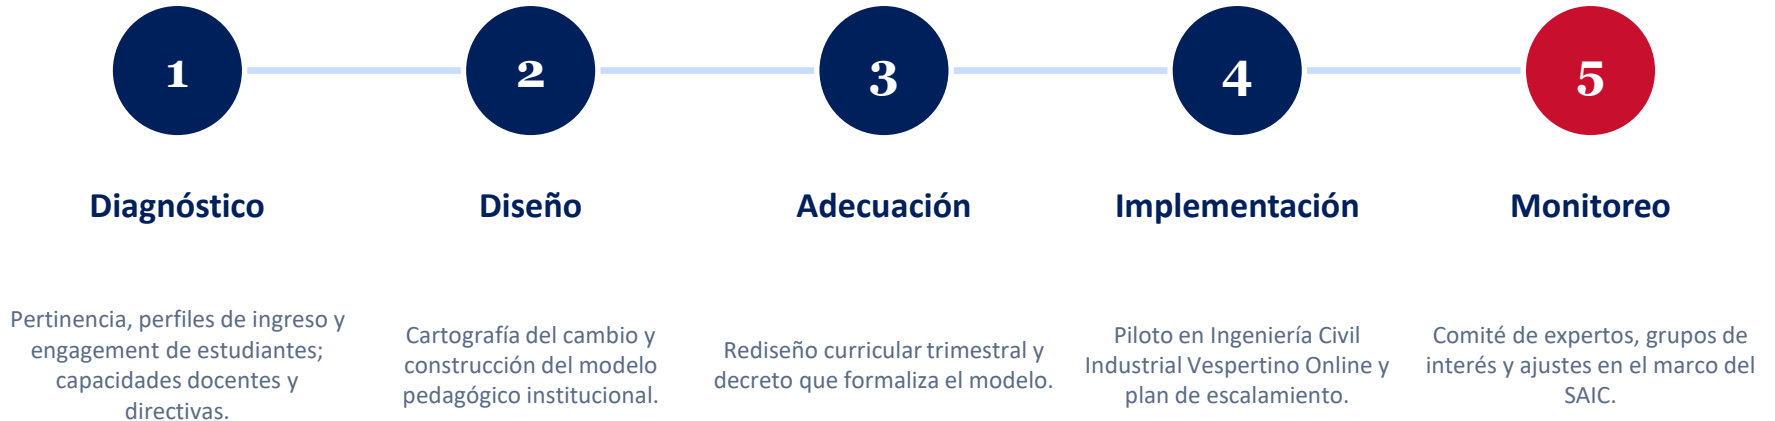 1
2
3
4
5
Diagnóstico
Diseño
Adecuación
Implementación
Monitoreo
Pertinencia, perfiles de ingreso y
engagement de estudiantes;
capacidades docentes y
directivas.
Cartografía del cambio y
construcción del modelo
pedagógico institucional.
Rediseño curricular trimestral y
decreto que formaliza el modelo.
Piloto en Ingeniería Civil
Industrial Vespertino Online y
plan de escalamiento.
Comité de expertos, grupos de
interés y ajustes en el marco del
SAIC.